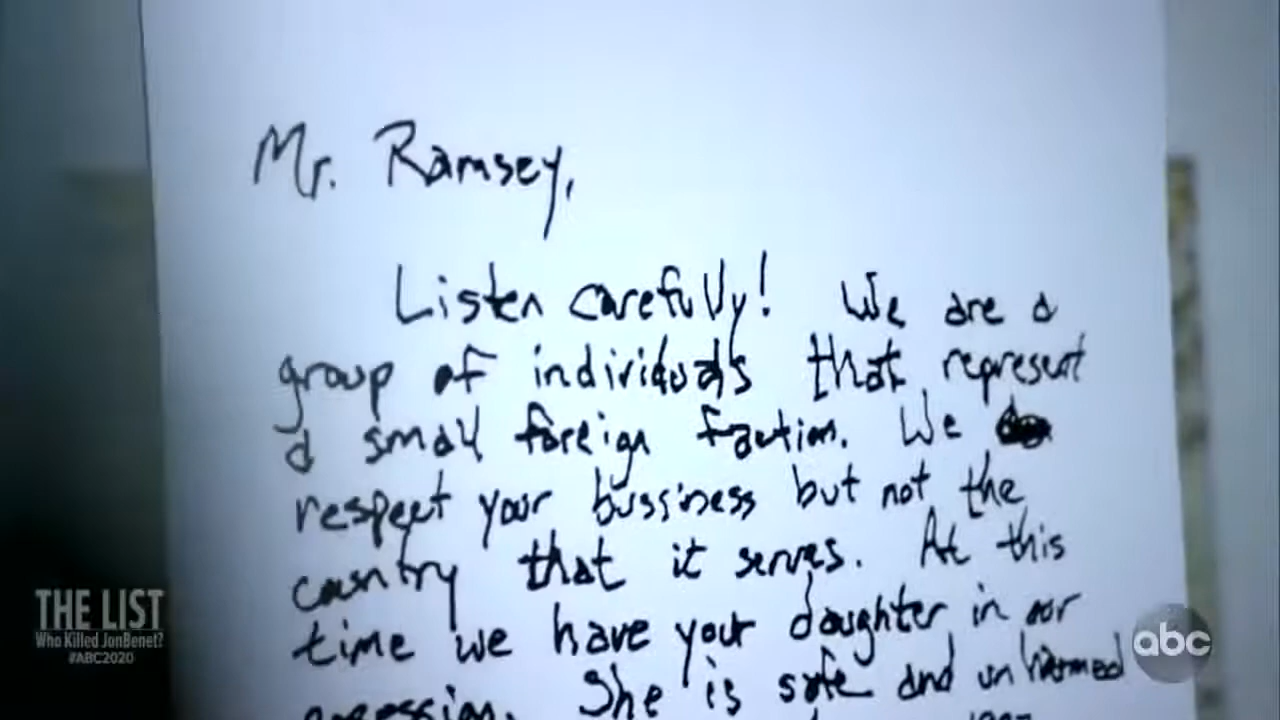 Mr. Ramsey,
Listen carefully! We are a
group of individuals that represent
a small foreign faction. We
respect your bussiness but not the
country that it serves. At this
time we have your daughter in our
posession. She is safe and unharmed
THE LIST
Who Killed JonBenet?
#ABC2020
abc